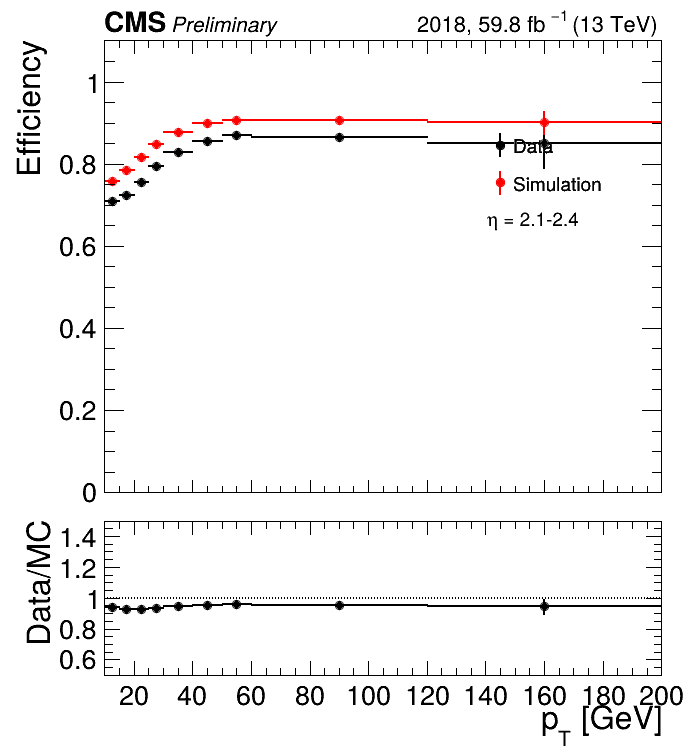 CMS Preliminary 2018, 59.8 fb⁻¹ (13 TeV)
Efficiency
1
0.8
0.6
0.4
0.2
0
Data
Simulation
η = 2.1-2.4
Data/MC
1.4
1.2
1
0.8
0.6
20 40 60 80 100 120 140 160 180 200
p_T [GeV]